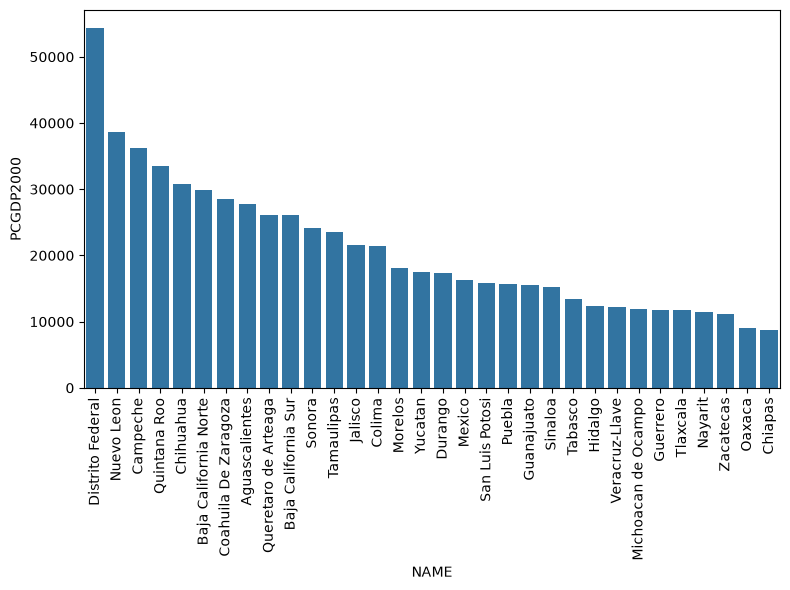 PCGDP2000
50000
40000
30000
20000
10000
0
Distrito Federal
Nuevo Leon
Campeche
Quintana Roo
Chihuahua
Baja California Norte
Coahuila De Zaragoza
Aguascalientes
Queretaro de Arteaga
Baja California Sur
Sonora
Tamaulipas
Jalisco
Colima
Morelos
Yucatan
Durango
Mexico
San Luis Potosi
Puebla
Guanajuato
Sinaloa
Tabasco
Hidalgo
Veracruz-Llave
Michoacan de Ocampo
Guerrero
Tlaxcala
Nayarit
Zacatecas
Oaxaca
Chiapas
NAME